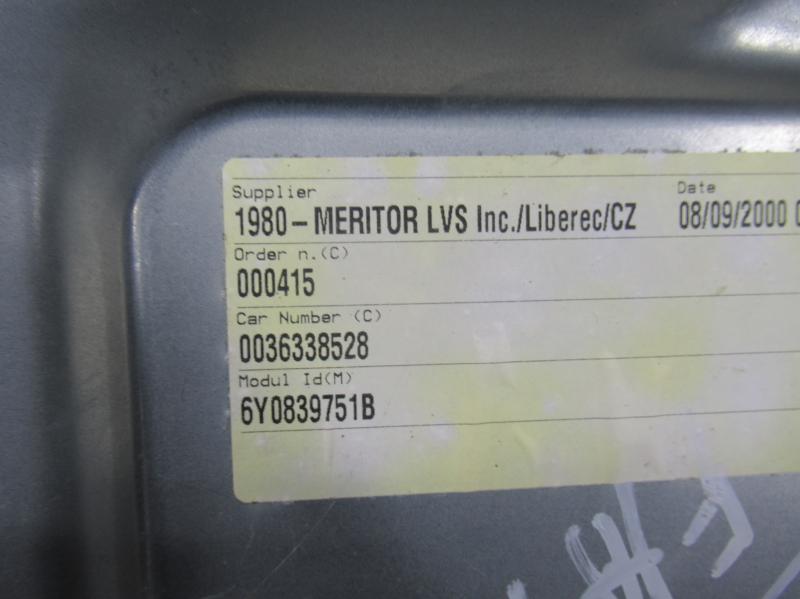 Supplier
Date
1980-MERITOR LVS Inc./Liberec/CZ
08/09/2000
Order n.(C)
000415
Car Number (C)
0036338528
Modul Id(M)
6Y0839751B